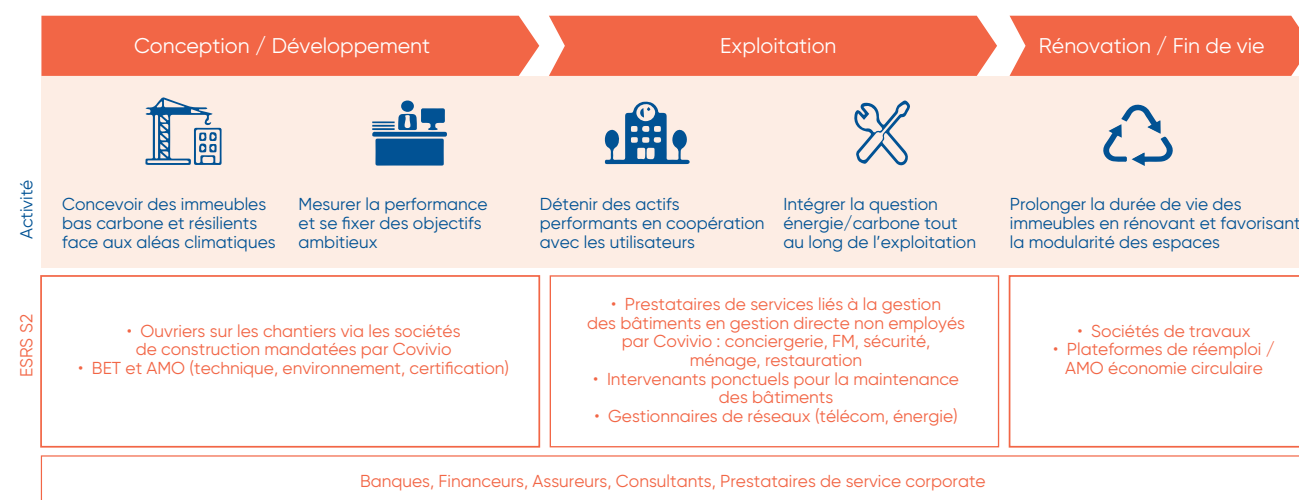 Conception / Développement
Exploitation
Rénovation / Fin de vie
Activité
Concevoir des immeubles
bas carbone et résilients
face aux aléas climatiques
Mesurer la performance
et se fixer des objectifs
ambitieux
Détenir des actifs
performants en coopération
avec les utilisateurs
Intégrer la question
énergie/carbone tout
au long de l'exploitation
Prolonger la durée de vie des
immeubles en rénovant et favorisant
la modularité des espaces
ESRS S2
• Ouvriers sur les chantiers via les sociétés
de construction mandatées par Covivio
• BET et AMO (technique, environnement, certification)
• Prestataires de services liés à la gestion
des bâtiments en gestion directe non employés
par Covivio : conciergerie, FM, sécurité,
ménage, restauration
• Intervenants ponctuels pour la maintenance
des bâtiments
• Gestionnaires de réseaux (télécom, énergie)
• Sociétés de travaux
• Plateformes de réemploi /
AMO économie circulaire
Banques, Financeurs, Assureurs, Consultants, Prestataires de service corporate